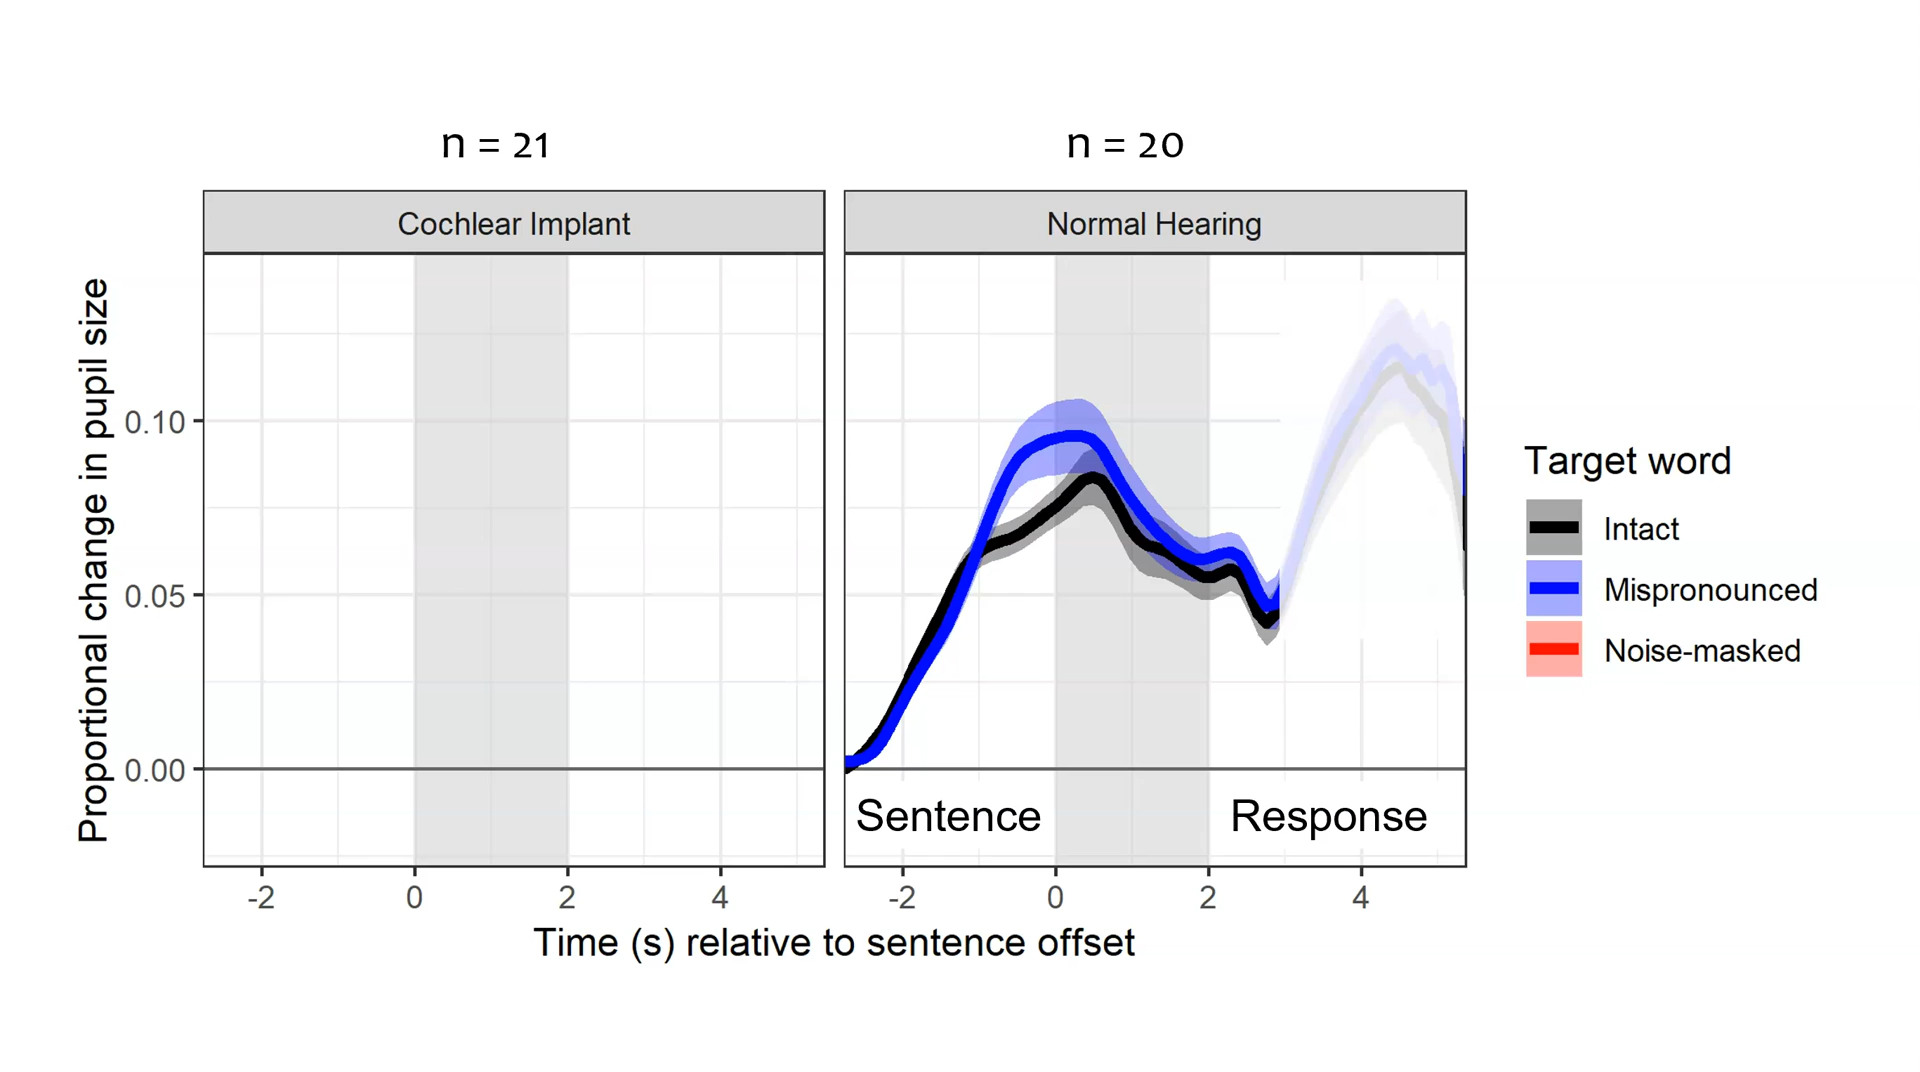 n = 21
n = 20
Cochlear Implant
Normal Hearing
Proportional change in pupil size
0.10
0.05
0.00
Sentence
Response
-2 0 2 4
-2 0 2 4
Time (s) relative to sentence offset
Target word
Intact
Mispronounced
Noise-masked